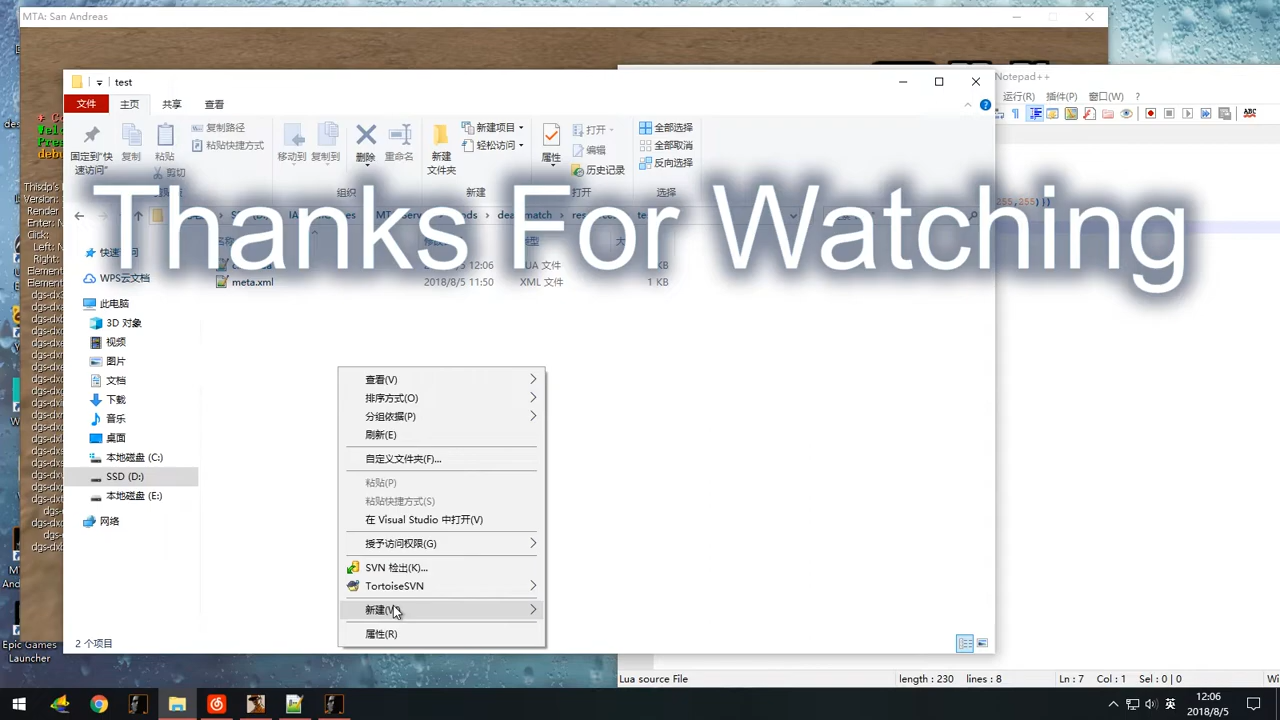 MTA: San Andreas
test
Notepad++
文件 主页 共享 查看
运行(R) 插件(P) 窗口(W) ?
固定到"快速访问"
复制
粘贴
复制路径
粘贴快捷方式
剪切
移动到 复制到 删除 重命名
组织
新建文件夹
新建项目
轻松访问
新建
属性
打开
编辑
历史记录
打开
全部选择
全部取消
反向选择
选择
Thanks For Watching
255,255))
快速访问
WPS云文档
此电脑
3D 对象
视频
图片
文档
下载
音乐
桌面
本地磁盘 (C:)
SSD (D:)
本地磁盘 (E:)
网络
12:06
KB
meta.xml 2018/8/5 11:50 XML 文件 1 KB
查看(V)
排序方式(O)
分组依据(P)
刷新(E)
自定义文件夹(F)...
粘贴(P)
粘贴快捷方式(S)
在 Visual Studio 中打开(V)
授予访问权限(G)
SVN 检出(K)...
TortoiseSVN
新建(W)
属性(R)
2 个项目
Epic Games
Launcher
Lua source File length : 230 lines : 8 Ln : 7 Col : 1 Sel : 0 | 0 Wi
英
12:06
2018/8/5